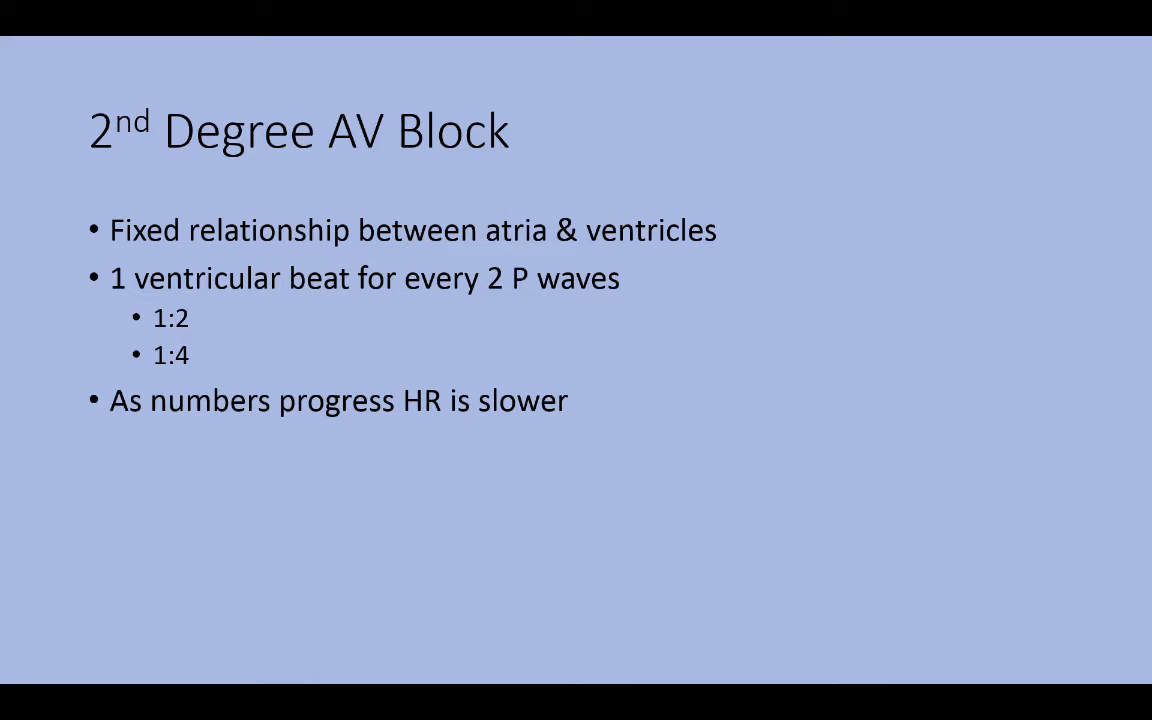 2nd Degree AV Block
• Fixed relationship between atria & ventricles
• 1 ventricular beat for every 2 P waves
• 1:2
• 1:4
• As numbers progress HR is slower